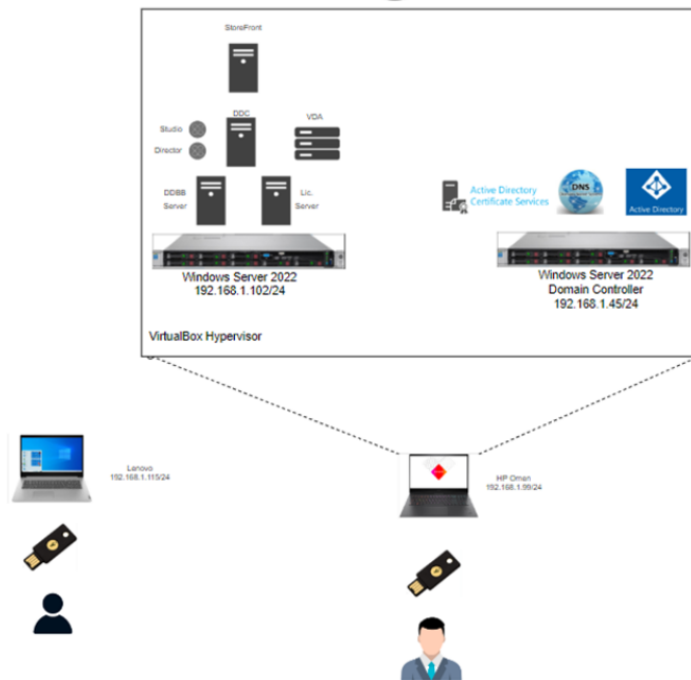 StoreFront
DDC
VDA
Studio
Director
DDBB
Server
Lic.
Server
Active Directory
Certificate Services
DNS
Active Directory
Windows Server 2022
192.168.1.102/24
Windows Server 2022
Domain Controller
192.168.1.45/24
VirtualBox Hypervisor
Lenovo
192.168.1.115/24
HP Omen
192.168.1.99/24